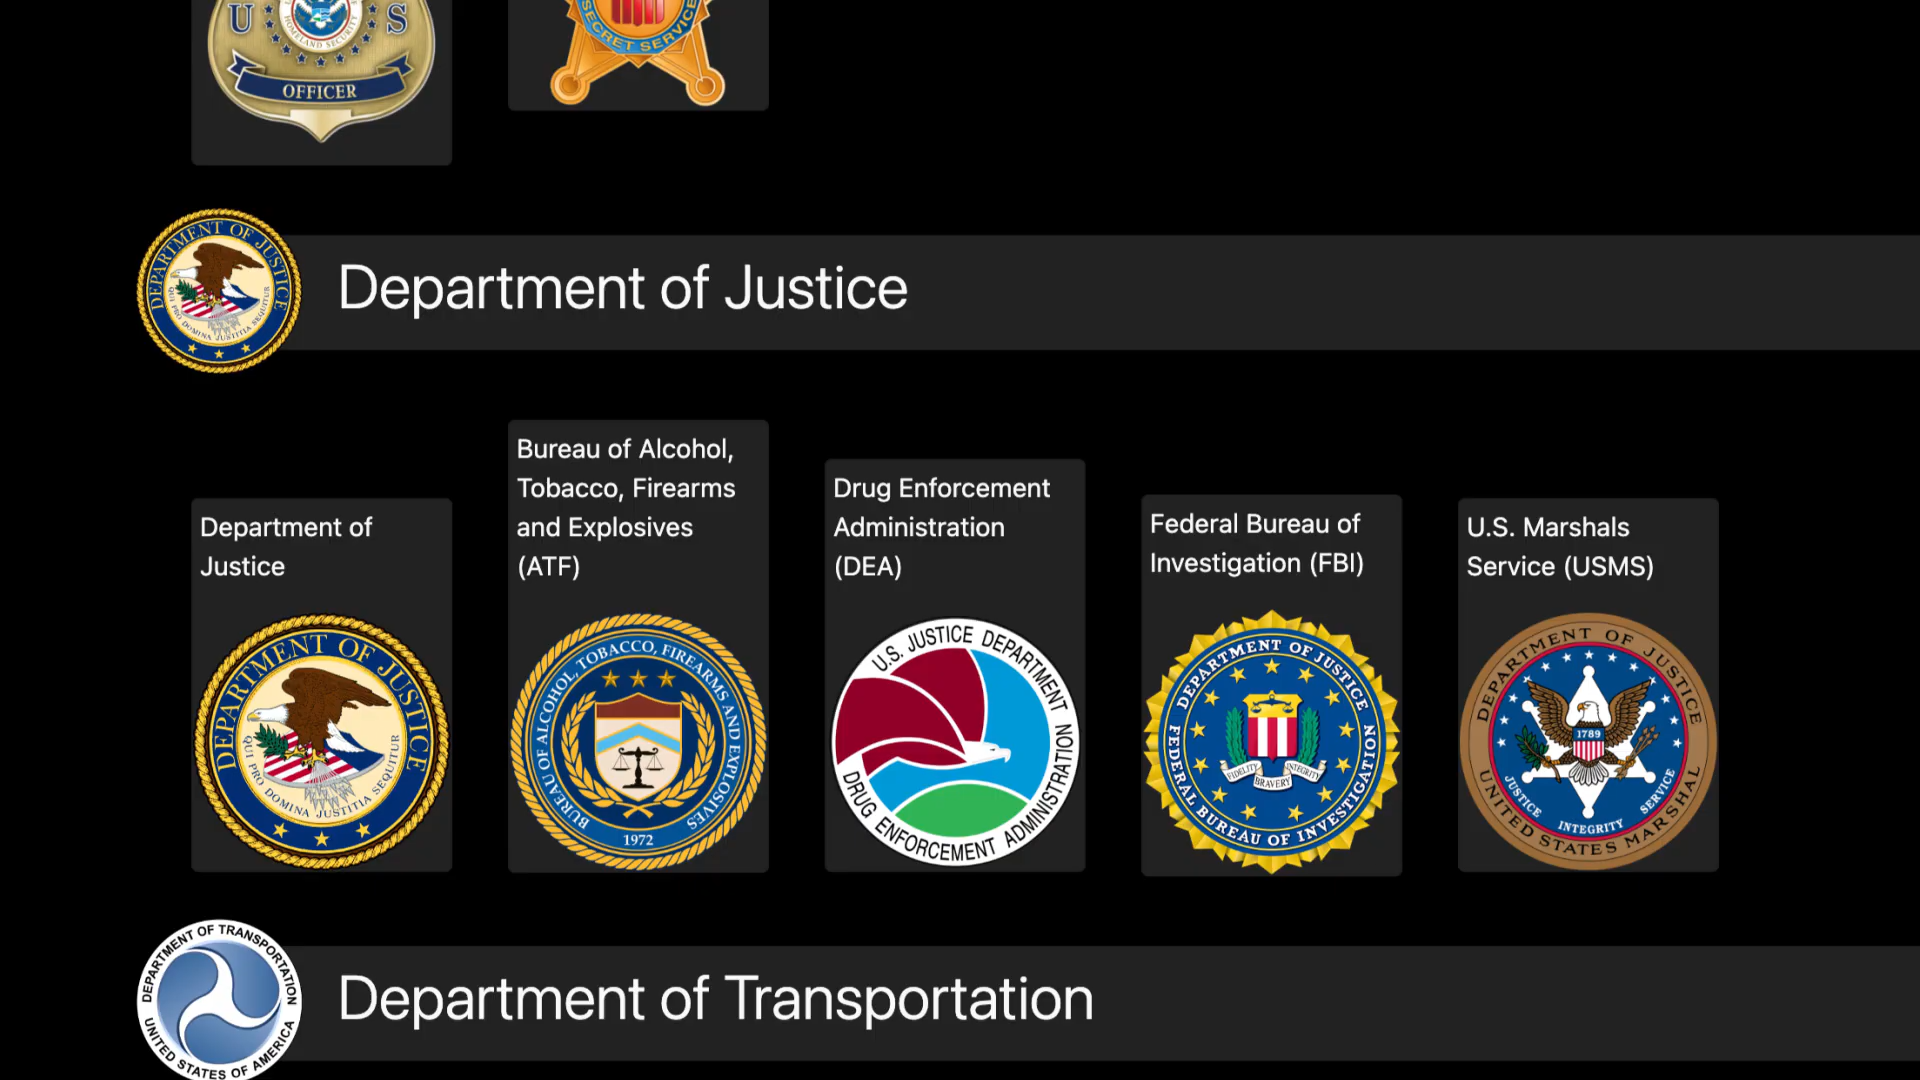 U S
HOMELAND SECURITY
OFFICER
SECRET SERVICE
DEPARTMENT OF JUSTICE
QUI PRO DOMINA JUSTITIA SEQUITUR
Department of Justice
Department of
Justice
DEPARTMENT OF JUSTICE
QUI PRO DOMINA JUSTITIA SEQUITUR
Bureau of Alcohol,
Tobacco, Firearms
and Explosives
(ATF)
BUREAU OF ALCOHOL, TOBACCO, FIREARMS AND EXPLOSIVES
1972
Drug Enforcement
Administration
(DEA)
U.S. JUSTICE DEPARTMENT
DRUG ENFORCEMENT ADMINISTRATION
Federal Bureau of
Investigation (FBI)
DEPARTMENT OF JUSTICE
FEDERAL BUREAU OF INVESTIGATION
FIDELITY BRAVERY INTEGRITY
U.S. Marshals
Service (USMS)
DEPARTMENT OF JUSTICE
UNITED STATES MARSHAL
1789
JUSTICE INTEGRITY SERVICE
DEPARTMENT OF TRANSPORTATION
UNITED STATES OF AMERICA
Department of Transportation